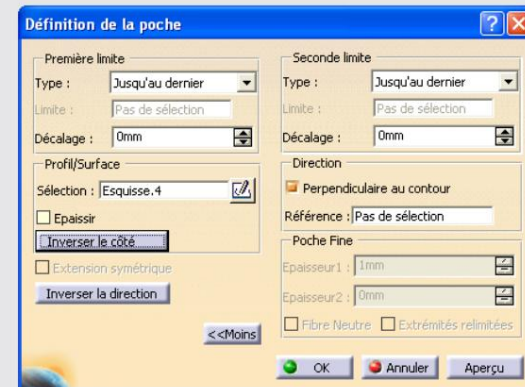 Définition de la poche
Première limite
Type : Jusqu'au dernier
Limite : Pas de sélection
Décalage : 0mm
Profil/Surface
Sélection : Esquisse.4
Epaissir
Inverser le côté
Extension symétrique
Inverser la direction
<<Moins
Seconde limite
Type : Jusqu'au dernier
Limite : Pas de sélection
Décalage : 0mm
Direction
Perpendiculaire au contour
Référence : Pas de sélection
Poche Fine
Epaisseur1 : 1mm
Epaisseur2 : 0mm
Fibre Neutre Extrémités relimitées
OK Annuler Aperçu